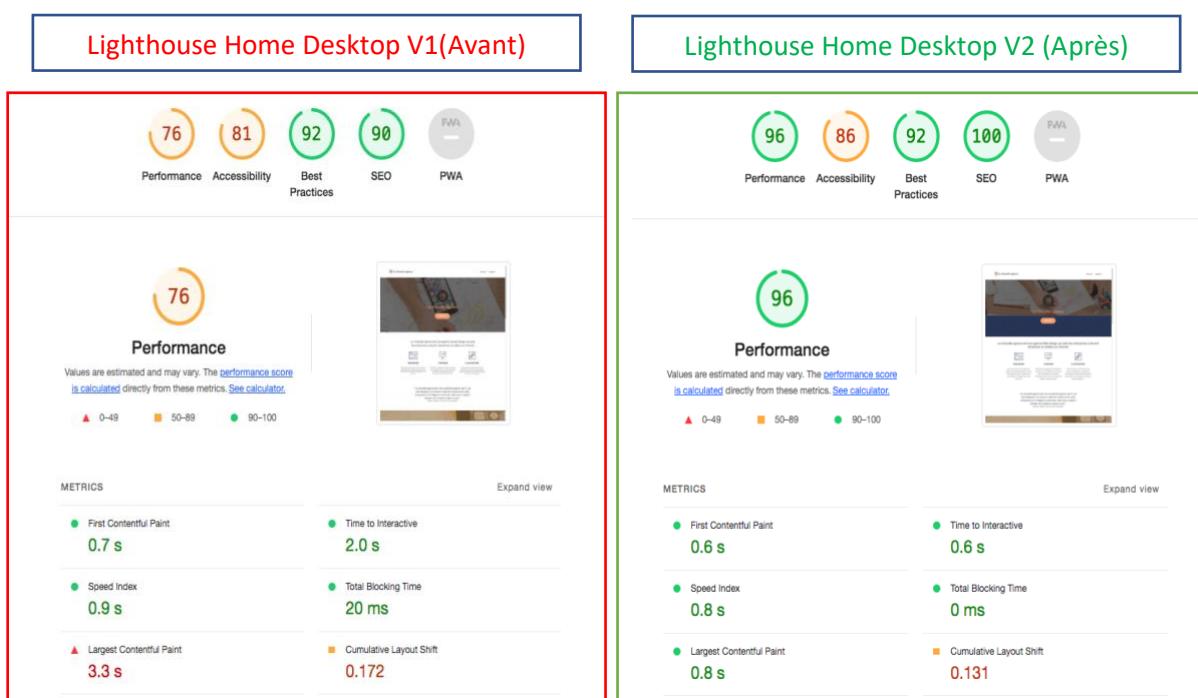 Lighthouse Home Desktop V1(Avant)
76
81
92
90
PWA
Performance
Accessibility
Best
Practices
SEO
PWA
76
Performance
Values are estimated and may vary. The performance score
is calculated directly from these metrics. See calculator.
0–49
50–89
90–100
METRICS
Expand view
First Contentful Paint
0.7 s
Time to Interactive
2.0 s
Speed Index
0.9 s
Total Blocking Time
20 ms
Largest Contentful Paint
3.3 s
Cumulative Layout Shift
0.172
Lighthouse Home Desktop V2 (Après)
96
86
92
100
PWA
Performance
Accessibility
Best
Practices
SEO
PWA
96
Performance
Values are estimated and may vary. The performance score
is calculated directly from these metrics. See calculator.
0–49
50–89
90–100
METRICS
Expand view
First Contentful Paint
0.6 s
Time to Interactive
0.6 s
Speed Index
0.8 s
Total Blocking Time
0 ms
Largest Contentful Paint
0.8 s
Cumulative Layout Shift
0.131